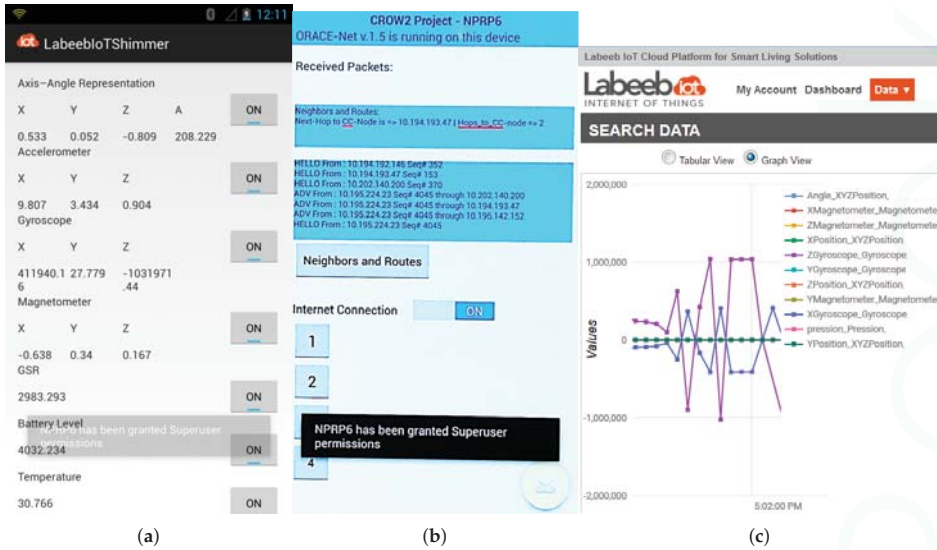 12:11
LabeebIoTShimmer
Axis-Angle Representation
X Y Z A ON
0.533 0.052 -0.809 208.229
Accelerometer
X Y Z ON
9.807 3.434 0.904
Gyroscope
X Y Z ON
411940.1 27.779 -1031971
6 .44
Magnetometer
X Y Z ON
-0.638 0.34 0.167
GSR
2983.293 ON
Battery Level
NPRP6 has been granted Superuser
permissions
4032.234 ON
Temperature
30.766 ON
(a)
CROW2 Project - NPRP6
ORACE-Net v.1.5 is running on this device
Received Packets:
Neighbors and Routes:
Next-Hop to CC-Node is => 10.194.193.47 | Hops_to_CC-node => 2
HELLO From : 10.194.192.146 Seq# 352
HELLO From : 10.194.193.47 Seq# 153
HELLO From : 10.202.140.200 Seq# 370
ADV From : 10.195.224.23 Seq# 4045 through 10.202.140.200
ADV From : 10.195.224.23 Seq# 4045 through 10.194.193.47
ADV From : 10.195.224.23 Seq# 4045 through 10.195.142.152
HELLO From : 10.195.224.23 Seq# 4045
Neighbors and Routes
Internet Connection ON
1
2
NPRP6 has been granted Superuser
permissions
4
(b)
Labeeb IoT Cloud Platform for Smart Living Solutions
Labeeb iot
INTERNET OF THINGS
My Account Dashboard Data ▾
SEARCH DATA
Tabular View Graph View
2,000,000
1,000,000
0
-1,000,000
-2,000,000
Values
5:02:00 PM
Angle_XYZPosition,
XMagnetometer_Magnetomete
ZMagnetometer_Magnetomete
XPosition_XYZPosition,
ZGyroscope_Gyroscope
YGyroscope_Gyroscope
ZPosition_XYZPosition,
YMagnetometer_Magnetomete
XGyroscope_Gyroscope
pression_Pression,
YPosition_XYZPosition,
(c)